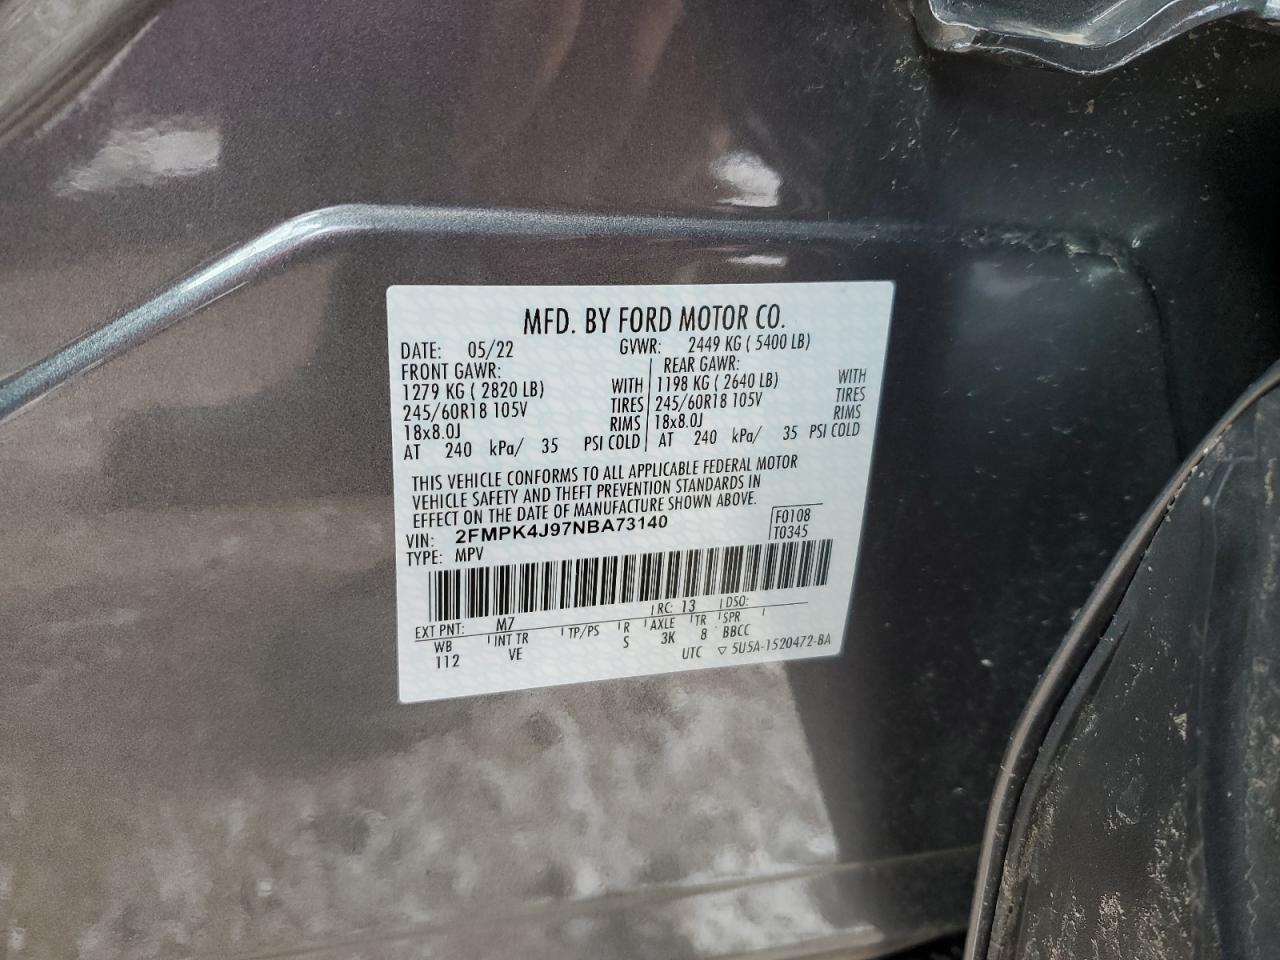 MFD. BY FORD MOTOR CO.
DATE: 05/22 GVWR: 2449 KG ( 5400 LB)
FRONT GAWR: REAR GAWR:
1279 KG ( 2820 LB) WITH 1198 KG ( 2640 LB) WITH
245/60R18 105V TIRES 245/60R18 105V TIRES
18x8.0J RIMS 18x8.0J RIMS
AT 240 kPa/ 35 PSI COLD AT 240 kPa/ 35 PSI COLD
THIS VEHICLE CONFORMS TO ALL APPLICABLE FEDERAL MOTOR
VEHICLE SAFETY AND THEFT PREVENTION STANDARDS IN
EFFECT ON THE DATE OF MANUFACTURE SHOWN ABOVE.
VIN: 2FMPK4J97NBA73140 F0108
TYPE: MPV T0345
EXT PNT: M7 RC: 13 DSO:
WB INT TR TP/PS R AXLE TR SPR
112 VE S 3K 8 BBCC
UTC ▽ 5U5A-1520472-BA